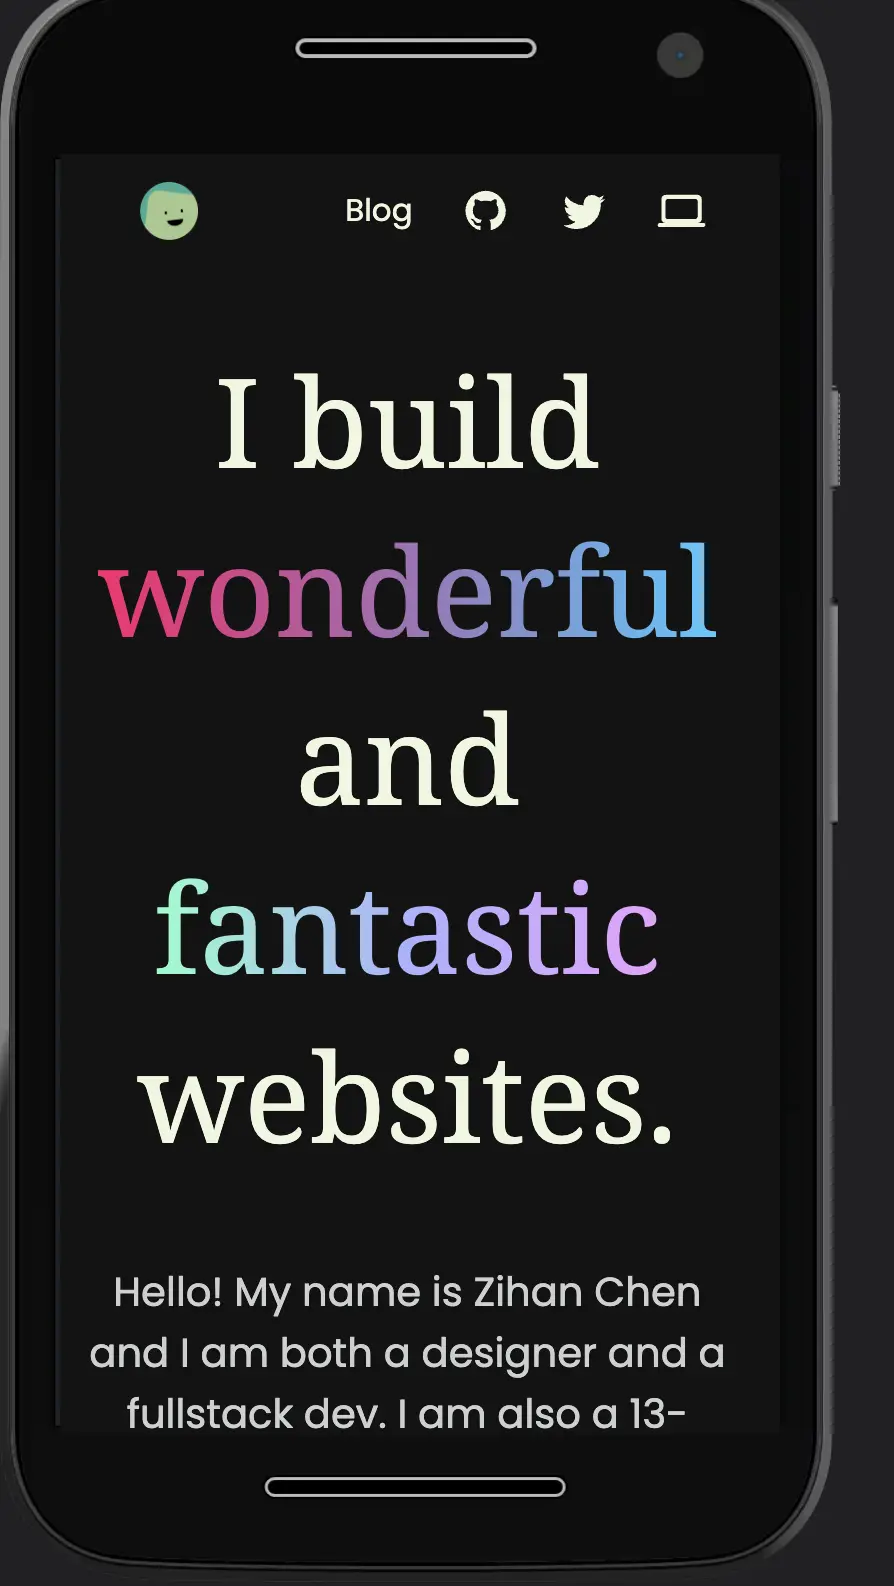 Blog
I build
wonderful
and
fantastic
websites.
Hello! My name is Zihan Chen
and I am both a designer and a
fullstack dev. I am also a 13-